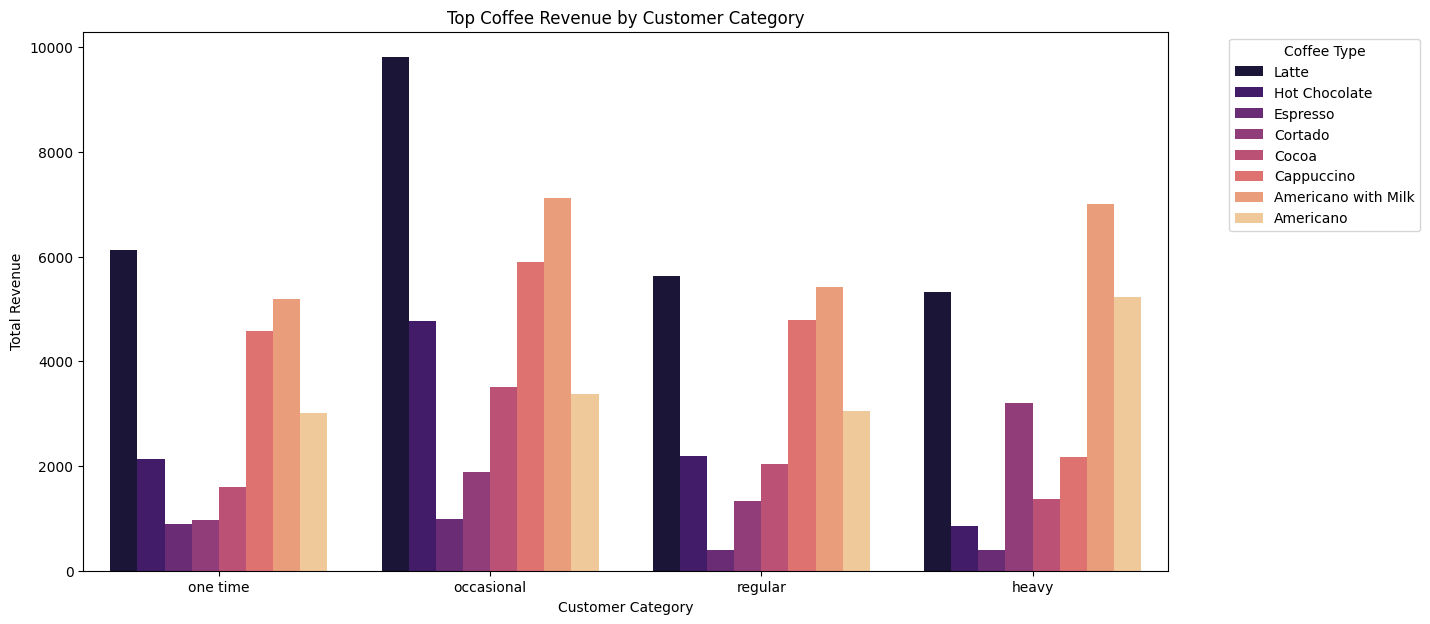 Top Coffee Revenue by Customer Category
Total Revenue
10000
8000
6000
4000
2000
0
one time
occasional
regular
heavy
Customer Category
Coffee Type
Latte
Hot Chocolate
Espresso
Cortado
Cocoa
Cappuccino
Americano with Milk
Americano